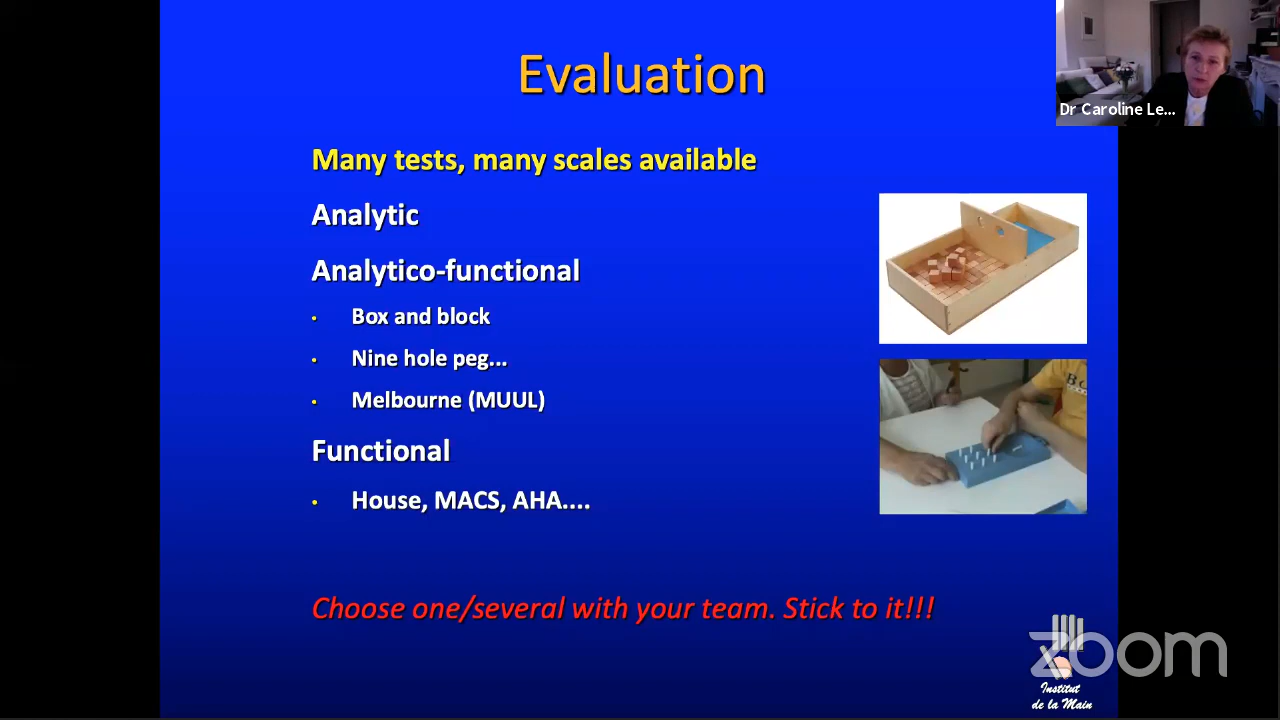 Evaluation
Dr Caroline Le...
Many tests, many scales available
Analytic
Analytico-functional
• Box and block
• Nine hole peg...
• Melbourne (MUUL)
Functional
• House, MACS, AHA....
Choose one/several with your team. Stick to it!!!
zoom
Institut
de la Main